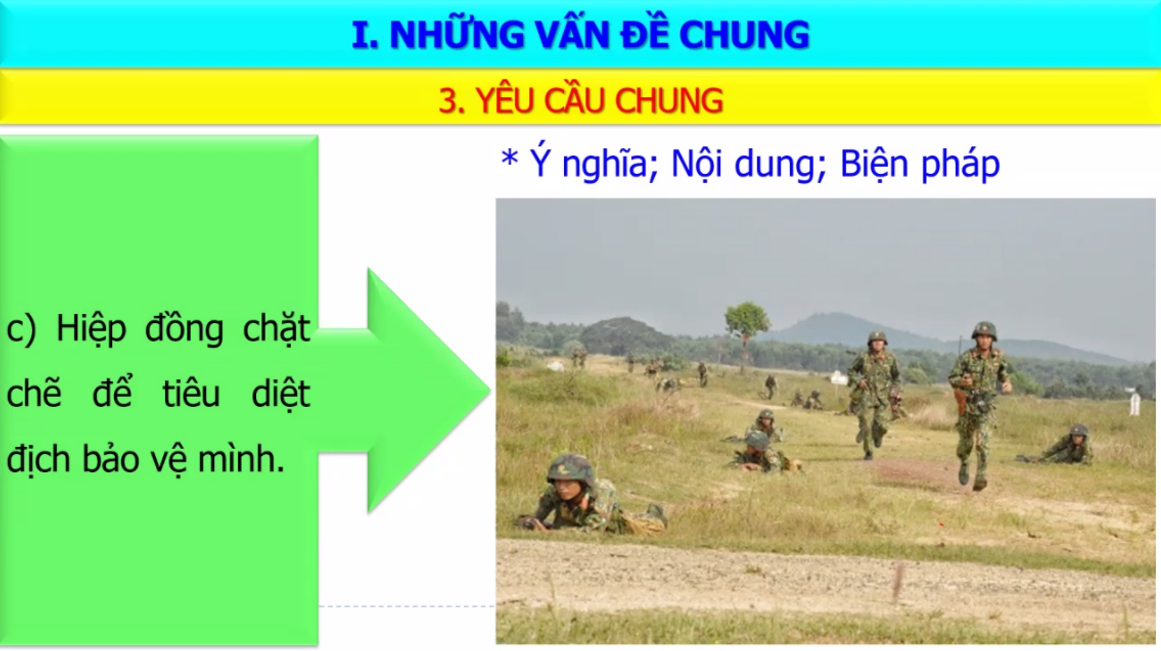 I. NHỮNG VẤN ĐỀ CHUNG
3. YÊU CẦU CHUNG
* Ý nghĩa; Nội dung; Biện pháp
c) Hiệp đồng chặt
chẽ để tiêu diệt
địch bảo vệ mình.